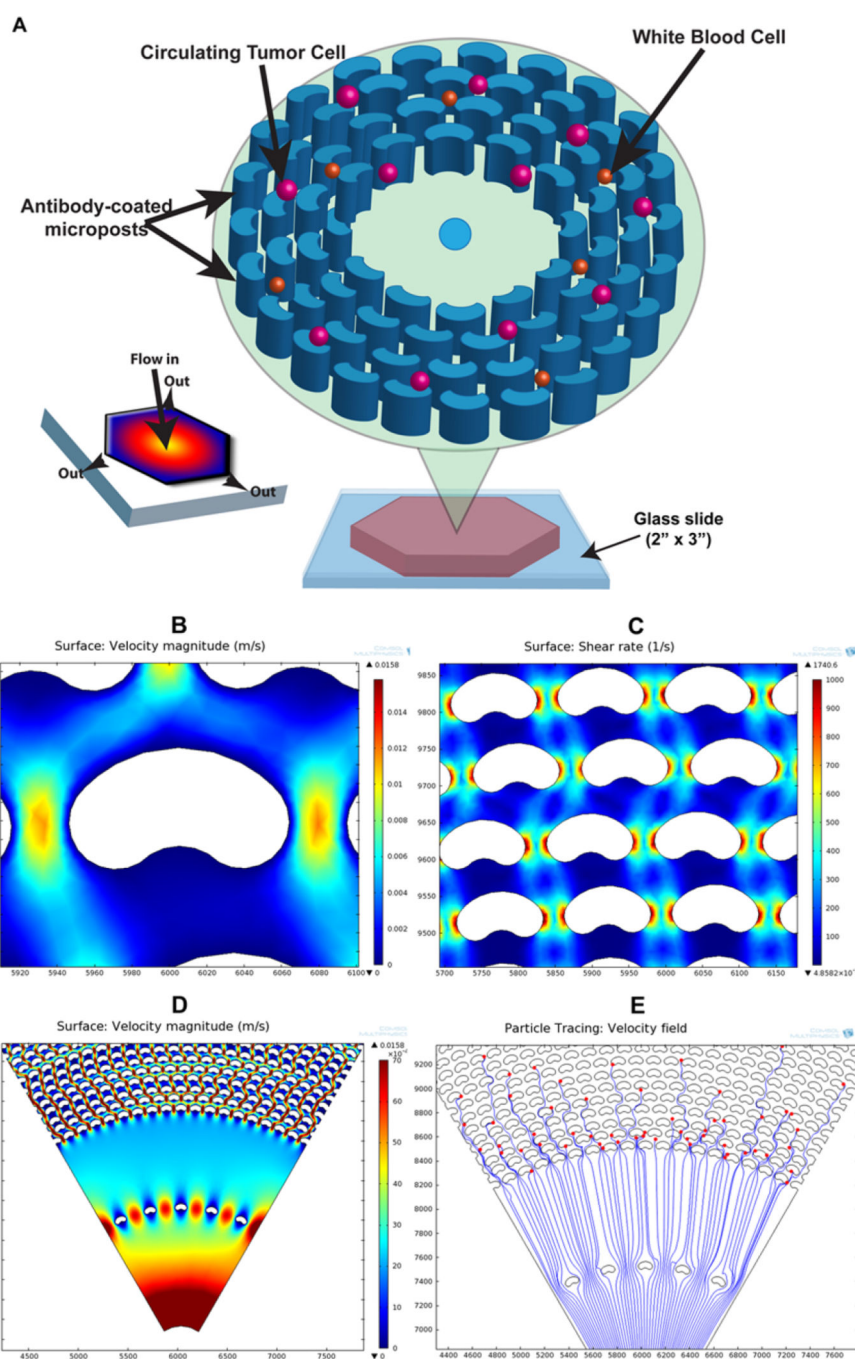 A
Circulating Tumor Cell
White Blood Cell
Antibody-coated
microposts
Flow in
Out
Out
Out
Glass slide
(2” x 3”)
B
Surface: Velocity magnitude (m/s)
▲ 0.0158
0.014
0.012
0.01
0.008
0.006
0.004
0.002
0
▼ 0
5920 5940 5960 5980 6000 6020 6040 6060 6080 6100
C
Surface: Shear rate (1/s)
COMSOL
MULTIPHYSICS
▲ 1740.6
9850
9800
9750
9700
9650
9600
9550
9500
1000
900
800
700
600
500
400
300
200
100
5700 5750 5800 5850 5900 5950 6000 6050 6100 6150
D
Surface: Velocity magnitude (m/s)
▲ 0.0158
70
60
50
40
30
20
10
0
▼ 0
4500 5000 5500 6000 6500 7000 7500
E
Particle Tracing: Velocity field
COMSOL
MULTIPHYSICS
9200
9000
8800
8600
8400
8200
8000
7800
7600
7400
7200
7000
4400 4600 4800 5000 5200 5400 5600 5800 6000 6200 6400 6600 6800 7000 7200 7400 7600